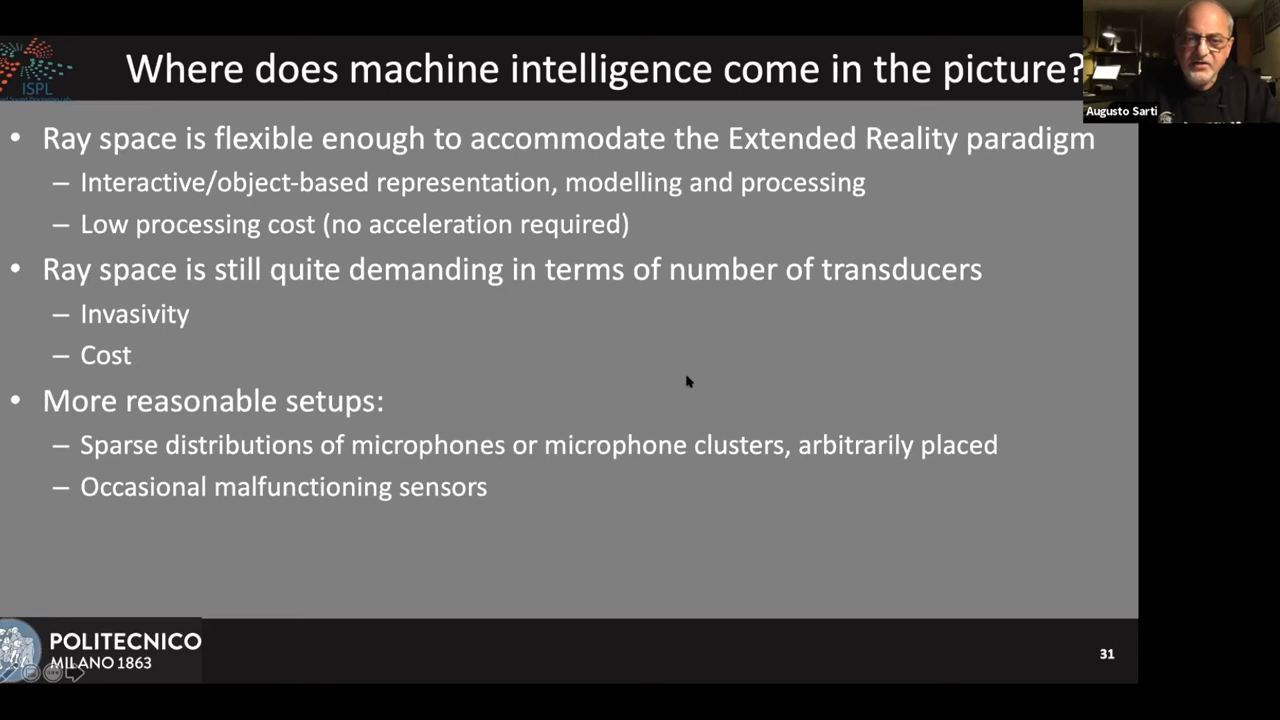 Where does machine intelligence come in the picture?
ISPL
Augusto Sarti
• Ray space is flexible enough to accommodate the Extended Reality paradigm
– Interactive/object-based representation, modelling and processing
– Low processing cost (no acceleration required)
• Ray space is still quite demanding in terms of number of transducers
– Invasivity
– Cost
• More reasonable setups:
– Sparse distributions of microphones or microphone clusters, arbitrarily placed
– Occasional malfunctioning sensors
POLITECNICO
MILANO 1863
31